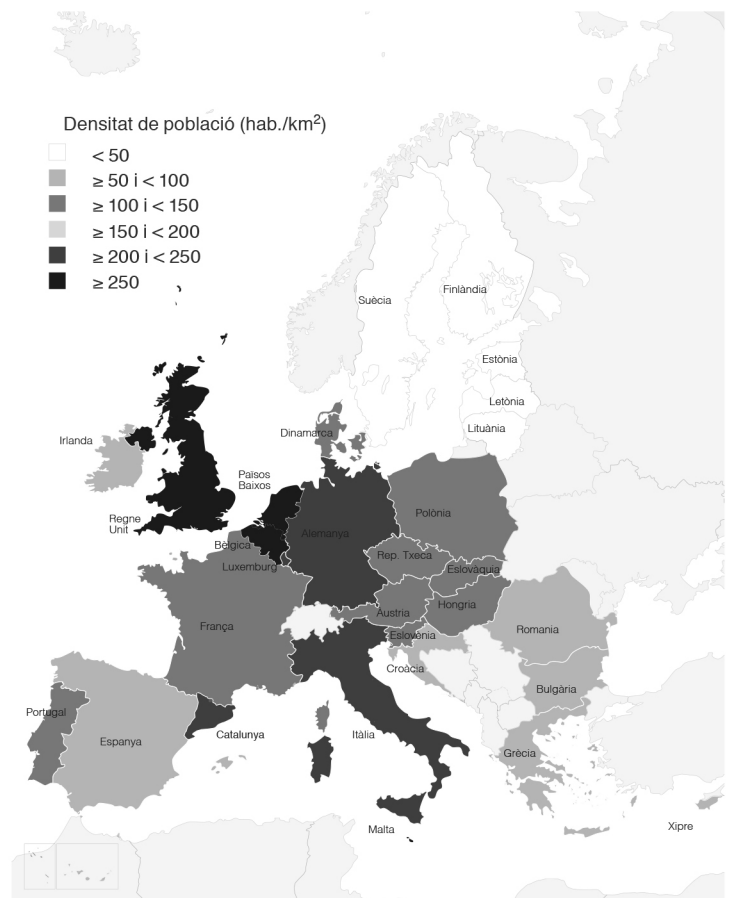 Densitat de població (hab./km²)
< 50
≥ 50 i < 100
≥ 100 i < 150
≥ 150 i < 200
≥ 200 i < 250
≥ 250
Suècia
Finlàndia
Estònia
Letònia
Lituània
Dinamarca
Irlanda
Països
Baixos
Regne
Unit
Polònia
Alemanya
Bèlgica
Rep. Txeca
Luxemburg
Eslovàquia
Hongria
Àustria
França
Romania
Eslovènia
Croàcia
Bulgària
Portugal
Catalunya
Itàlia
Espanya
Grècia
Xipre
Malta